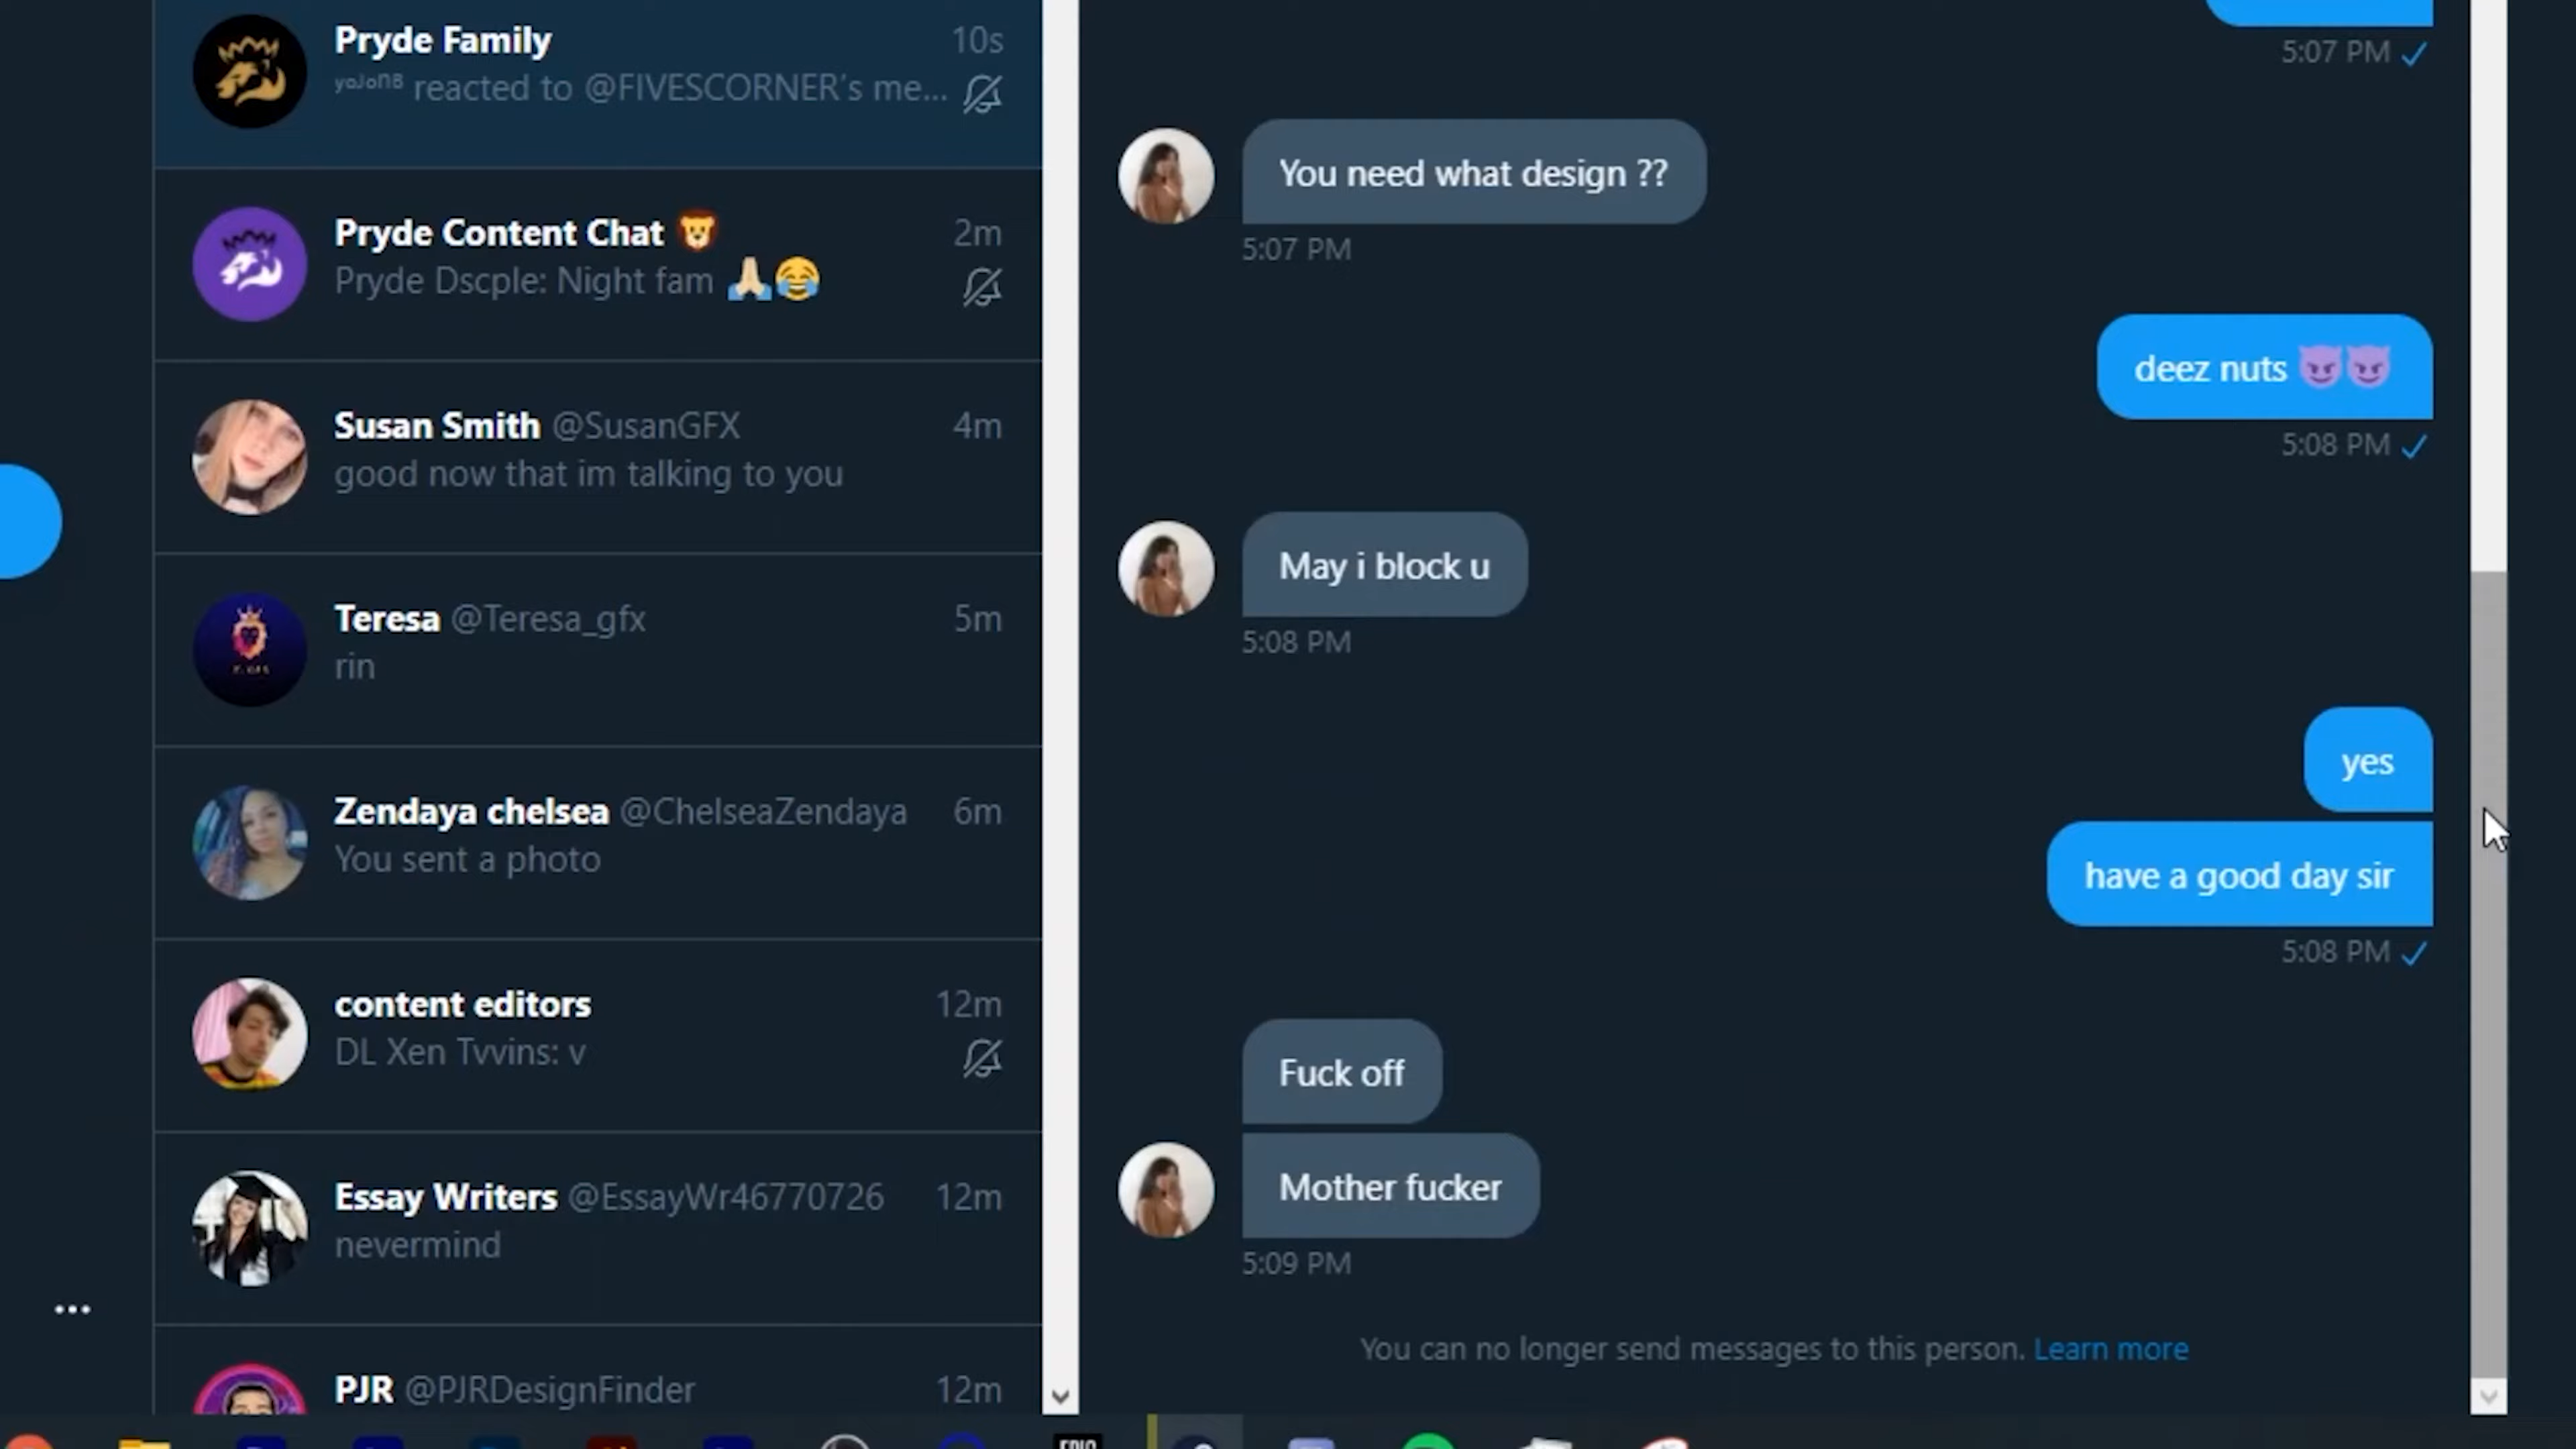 Pryde Family 10s
yoJon8 reacted to @FIVESCORNER's me...
Pryde Content Chat 🦁 2m
Pryde Dscple: Night fam 🙏🏼😂
Susan Smith @SusanGFX 4m
good now that im talking to you
Teresa @Teresa_gfx 5m
rin
Zendaya chelsea @ChelseaZendaya 6m
You sent a photo
content editors 12m
DL Xen Tvvins: v
Essay Writers @EssayWr46770726 12m
nevermind
PJR @PJRDesignFinder 12m
5:07 PM ✓
You need what design ??
5:07 PM
deez nuts 😈😈
5:08 PM ✓
May i block u
5:08 PM
yes
have a good day sir
5:08 PM ✓
Fuck off
Mother fucker
5:09 PM
You can no longer send messages to this person. Learn more
EPIC